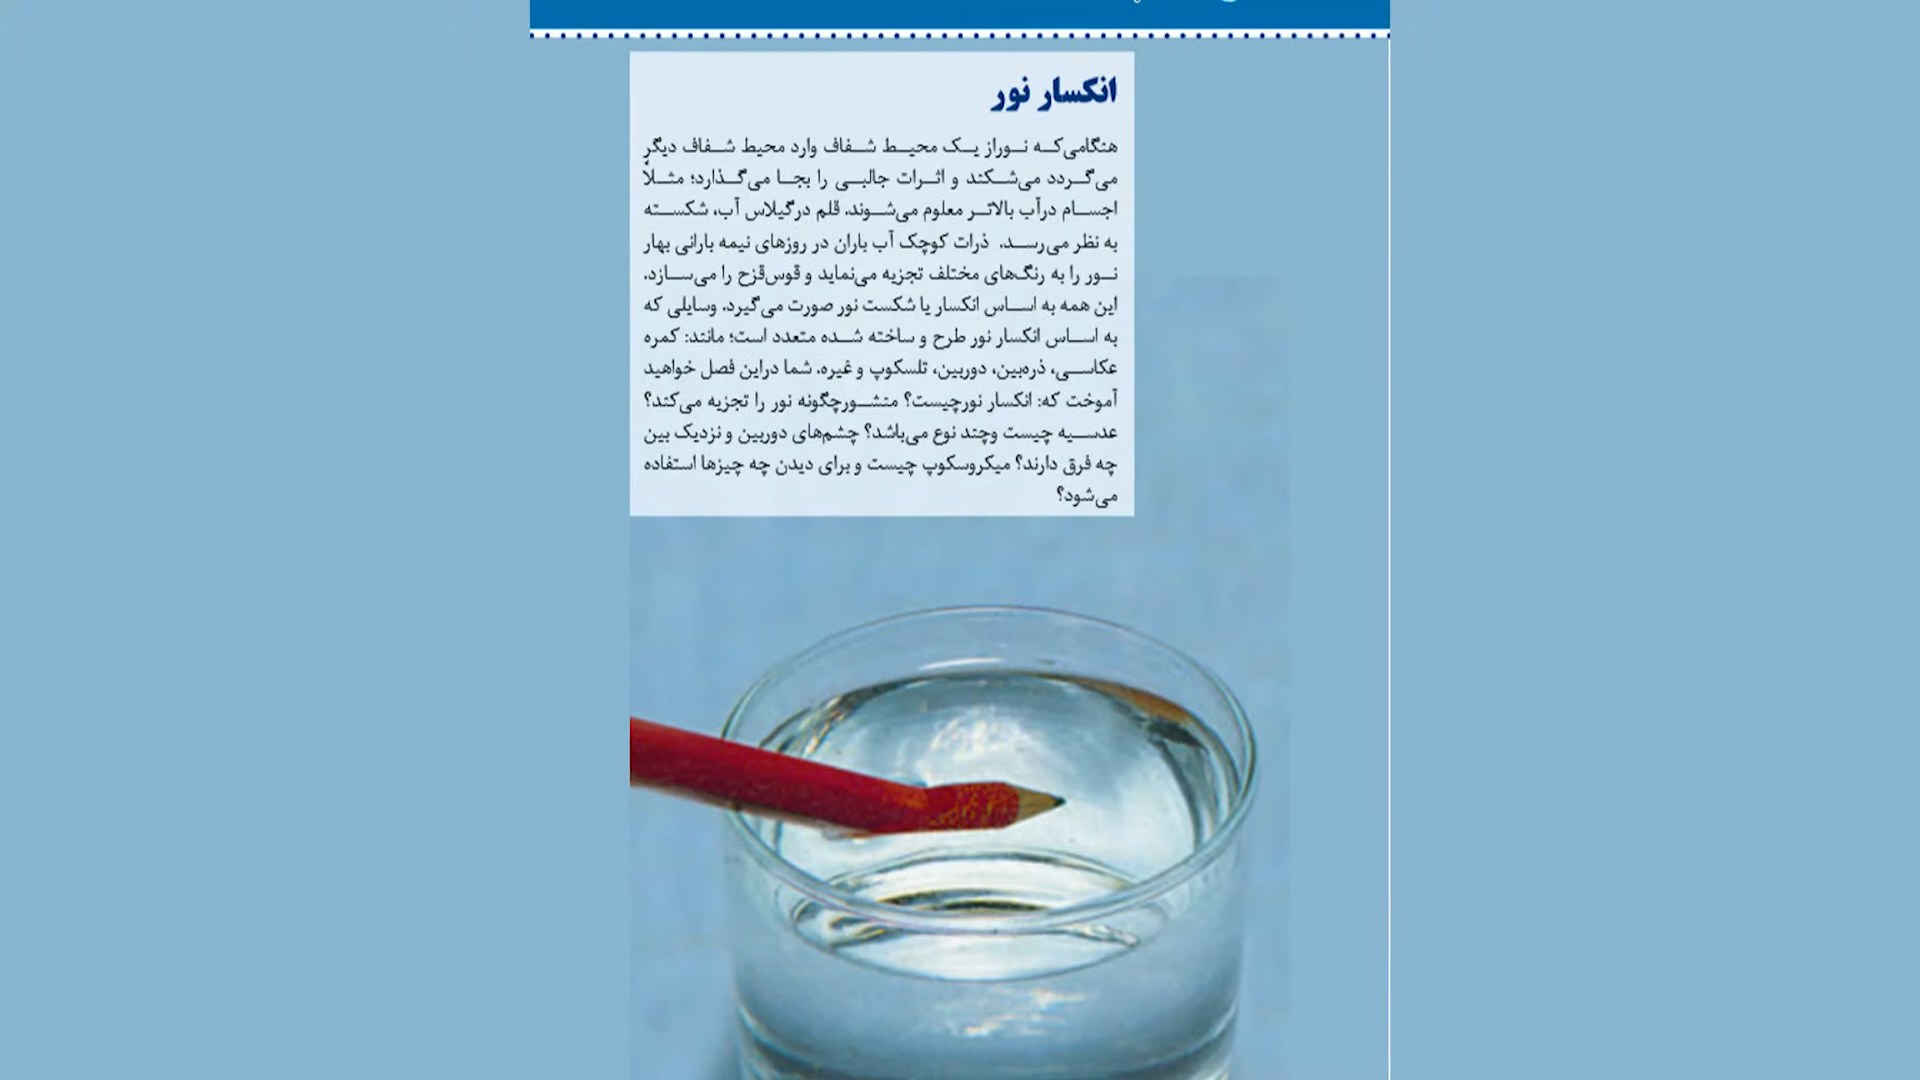 انکسار نور
هنگامی‌که نوراز یک محیط شفاف وارد محیط شفاف دیگر
می‌گردد می‌شکند و اثرات جالبی را بجا می‌گذارد؛ مثلاً
اجسام درآب بالاتر معلوم می‌شوند. قلم درگیلاس آب، شکسته
به نظر می‌رسد. ذرات کوچک آب باران در روزهای نیمه بارانی بهار
نور را به رنگ‌های مختلف تجزیه می‌نماید و قوس‌قزح را می‌سازد.
این همه به اساس انکسار یا شکست نور صورت می‌گیرد. وسایلی که
به اساس انکسار نور طرح و ساخته شده متعدد است؛ مانند: کمره
عکاسی، ذره‌بین، دوربین، تلسکوپ و غیره. شما دراین فصل خواهید
آموخت که: انکسار نورچیست؟ منشورچگونه نور را تجزیه می‌کند؟
عدسیه چیست وچند نوع می‌باشد؟ چشم‌های دوربین و نزدیک بین
چه فرق دارند؟ میکروسکوپ چیست و برای دیدن چه چیزها استفاده
می‌شود؟